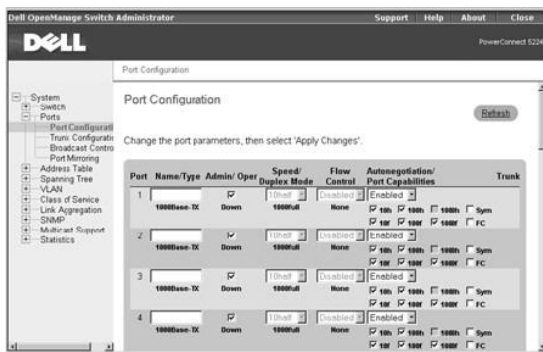 Dell OpenManage Switch Administrator Support Help About Close
DELL
PowerConnect 5224
Port Configuration
System
Switch
Ports
Port Configurati
Trunk Configuratio
Broadcast Contro
Port Mirroring
Address Table
Spanning Tree
VLAN
Class of Service
Link Aggregation
SNMP
Multicast Support
Statistics
Port Configuration
Refresh
Change the port parameters, then select 'Apply Changes'.
Port Name/Type Admin/ Oper Speed/ Duplex Mode Flow Control Autonegotiation/ Port Capabilities Trunk
1 10half Disabled Enabled
1000Base-TX Down 1000full None 10h 100h 1000h Sym
10f 100f 1000f FC
2 10half Disabled Enabled
1000Base-TX Down 1000full None 10h 100h 1000h Sym
10f 100f 1000f FC
3 10half Disabled Enabled
1000Base-TX Down 1000full None 10h 100h 1000h Sym
10f 100f 1000f FC
4 10half Disabled Enabled
1000Base-TX Down 1000full None 10h 100h 1000h Sym
10f 100f 1000f FC